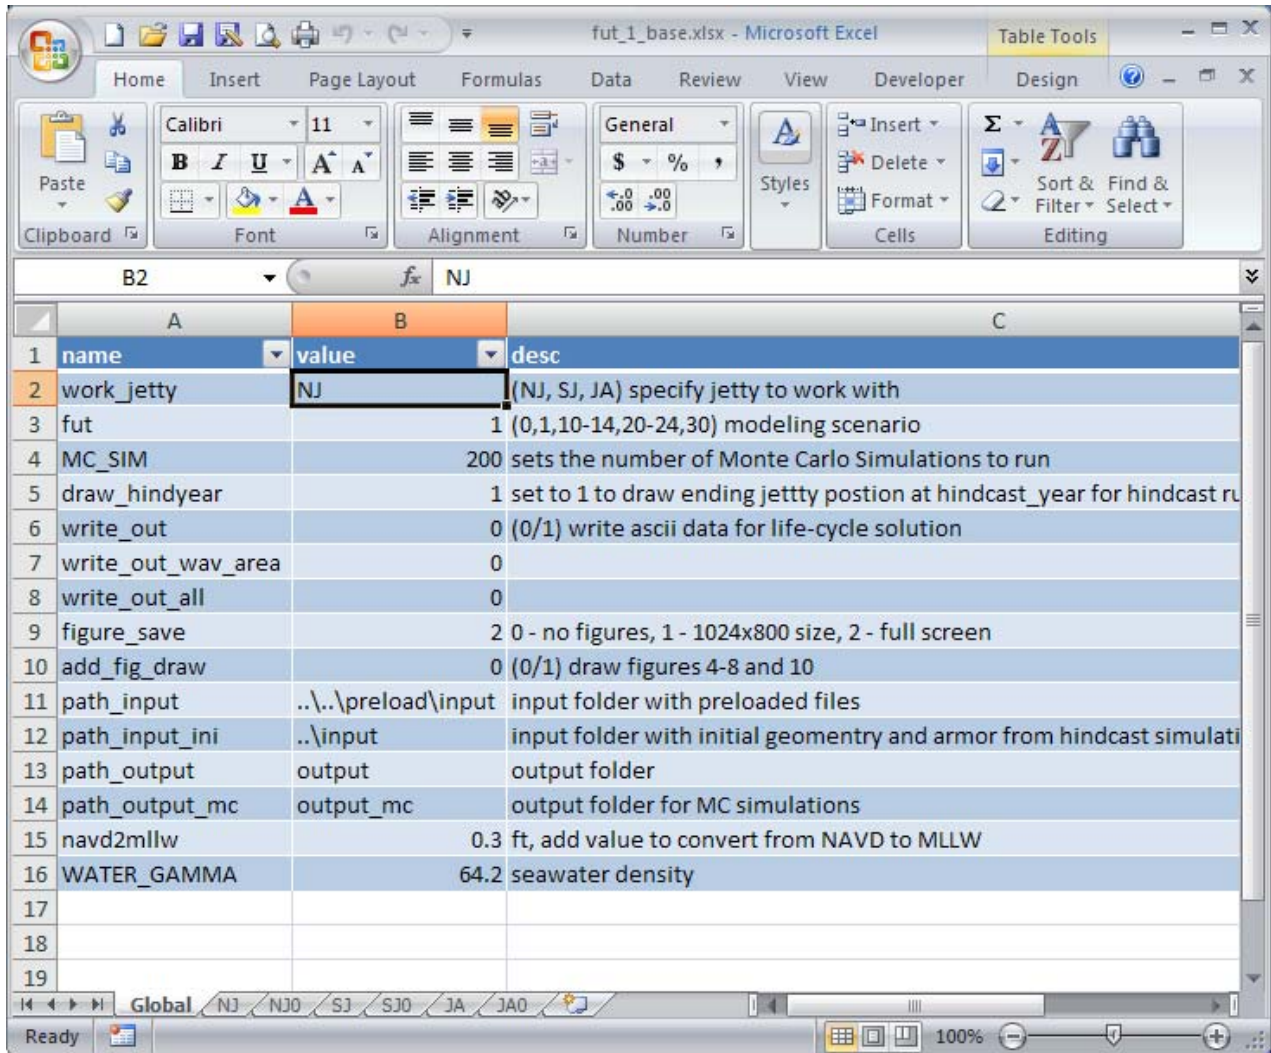 fut_1_base.xlsx - Microsoft Excel Table Tools
Home Insert Page Layout Formulas Data Review View Developer Design
Paste Calibri 11 General Styles Insert Delete Format Sort & Filter Find & Select
B I U A A $ % ,
Clipboard Font Alignment Number Cells Editing
B2 fx NJ
A B C
1 name value desc
2 work_jetty NJ (NJ, SJ, JA) specify jetty to work with
3 fut 1 (0,1,10-14,20-24,30) modeling scenario
4 MC_SIM 200 sets the number of Monte Carlo Simulations to run
5 draw_hindyear 1 set to 1 to draw ending jettty postion at hindcast_year for hindcast ru
6 write_out 0 (0/1) write ascii data for life-cycle solution
7 write_out_wav_area 0
8 write_out_all 0
9 figure_save 2 0 - no figures, 1 - 1024x800 size, 2 - full screen
10 add_fig_draw 0 (0/1) draw figures 4-8 and 10
11 path_input ..\..\preload\input input folder with preloaded files
12 path_input_ini ..\input input folder with initial geomentry and armor from hindcast simulati
13 path_output output output folder
14 path_output_mc output_mc output folder for MC simulations
15 navd2mllw 0.3 ft, add value to convert from NAVD to MLLW
16 WATER_GAMMA 64.2 seawater density
17
18
19
Global NJ NJ0 SJ SJ0 JA JA0
Ready 100%